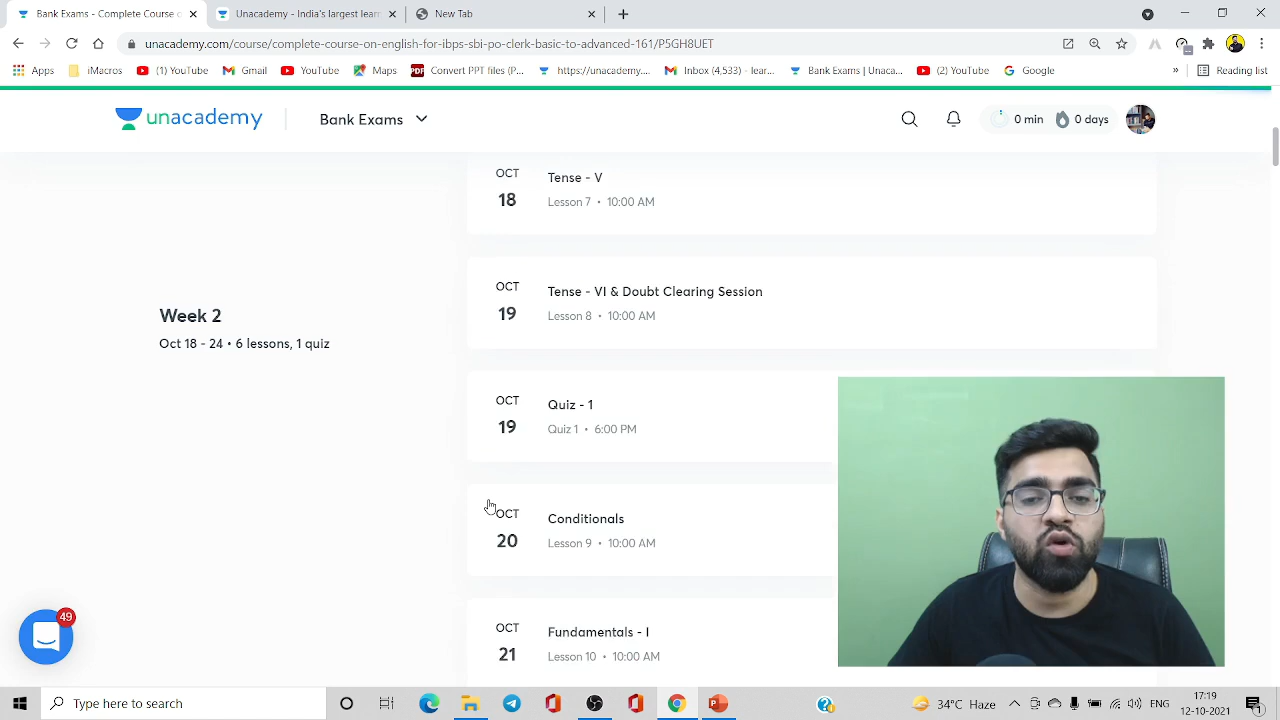 Bank Exams - Complete Course c
Unacademy - India's largest lear
New Tab
unacademy.com/course/complete-course-on-english-for-ibps-sbi-po-clerk-basic-to-advanced-161/P5GH8UET
Apps
iMacros
(1) YouTube
Gmail
YouTube
Maps
Convert PPT files (P...
https://unacademy....
Inbox (4,533) - lear...
Bank Exams | Unaca...
(2) YouTube
Google
»
Reading list
unacademy
Bank Exams
0 min
0 days
OCT
18
Tense - V
Lesson 7 • 10:00 AM
Week 2
Oct 18 - 24 • 6 lessons, 1 quiz
OCT
19
Tense - VI & Doubt Clearing Session
Lesson 8 • 10:00 AM
OCT
19
Quiz - 1
Quiz 1 • 6:00 PM
OCT
20
Conditionals
Lesson 9 • 10:00 AM
OCT
21
Fundamentals - I
Lesson 10 • 10:00 AM
49
Type here to search
34°C Haze
17:19
12-10-2021
1